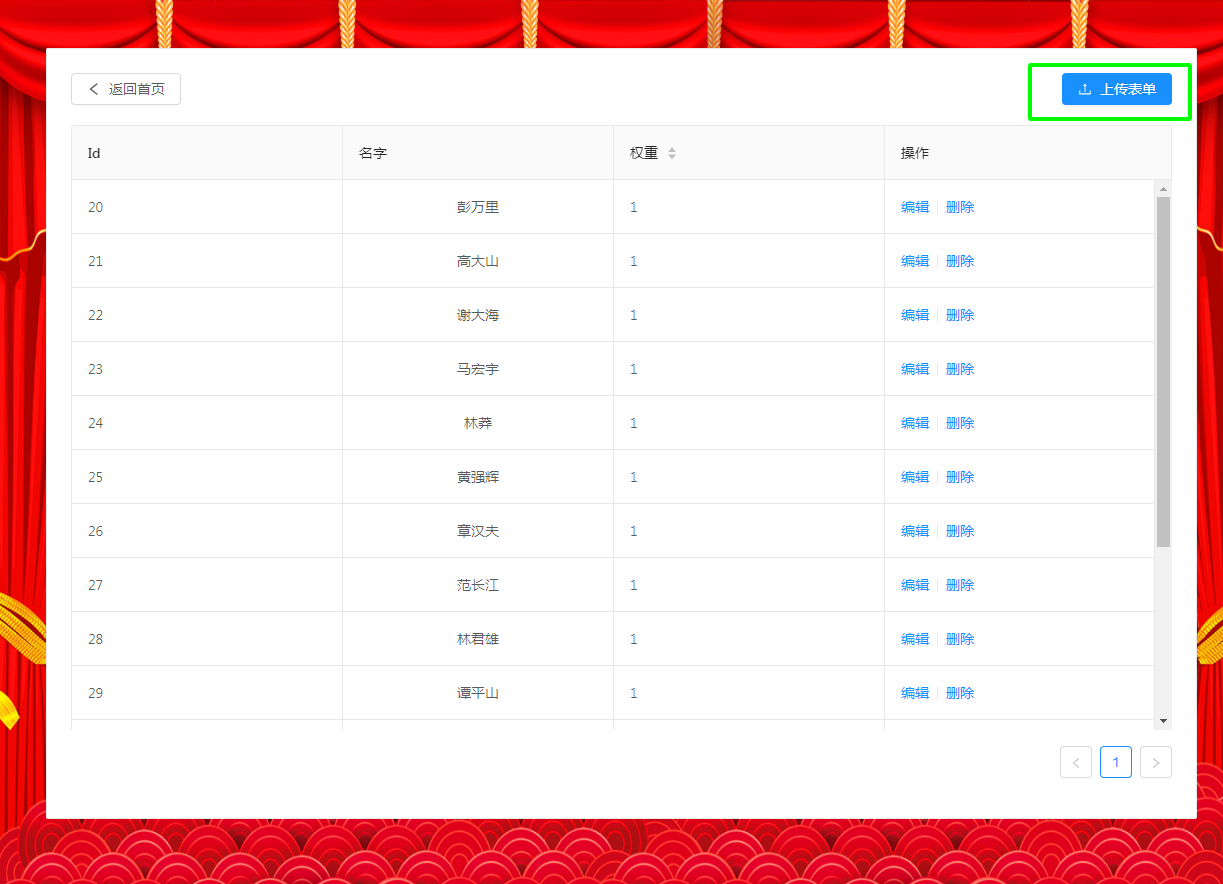 返回首页
上传表单
Id 名字 权重 操作
20 彭万里 1 编辑 删除
21 高大山 1 编辑 删除
22 谢大海 1 编辑 删除
23 马宏宇 1 编辑 删除
24 林莽 1 编辑 删除
25 黄强辉 1 编辑 删除
26 章汉夫 1 编辑 删除
27 范长江 1 编辑 删除
28 林君雄 1 编辑 删除
29 谭平山 1 编辑 删除
1